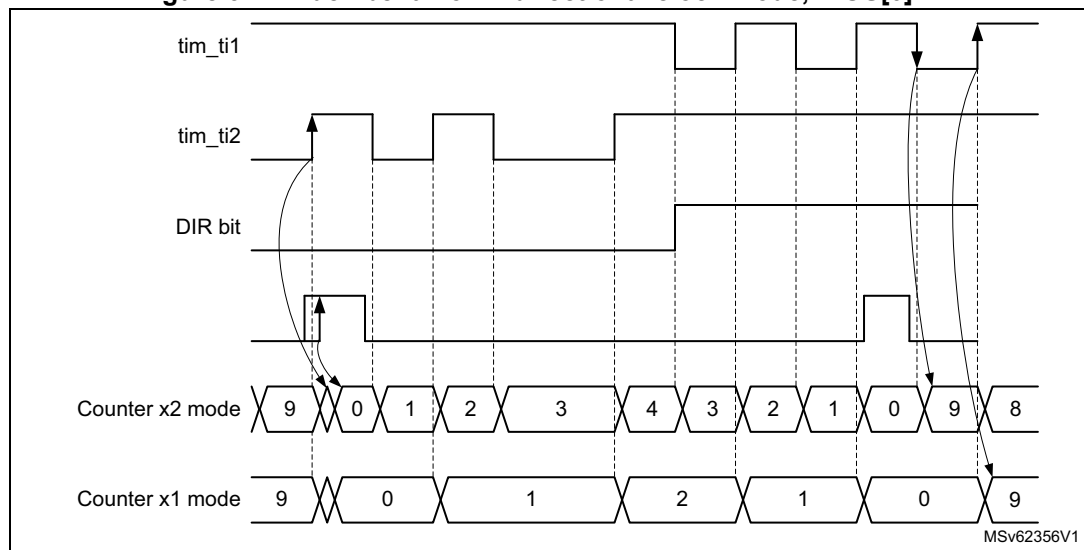 tim_ti1
tim_ti2
DIR bit
Counter x2 mode 9 0 1 2 3 4 3 2 1 0 9 8
Counter x1 mode 9 0 1 2 1 0 9
MSv62356V1